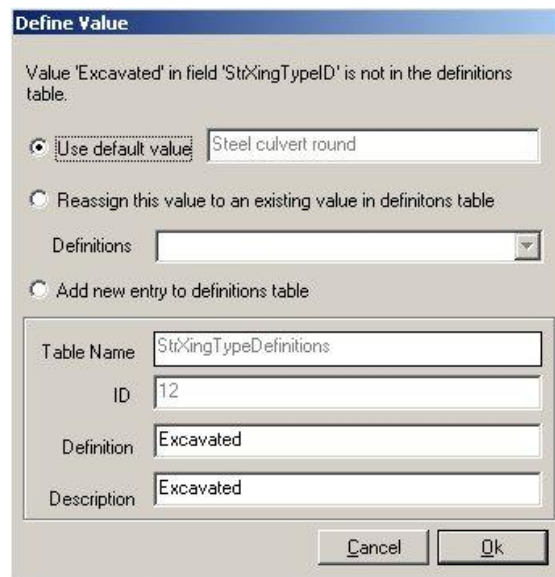 Define Value
Value 'Excavated' in field 'StrXingTypeID' is not in the definitions
table.
Use default value Steel culvert round
Reassign this value to an existing value in definitons table
Definitions
Add new entry to definitions table
Table Name StrXingTypeDefinitions
ID 12
Definition Excavated
Description Excavated
Cancel Ok